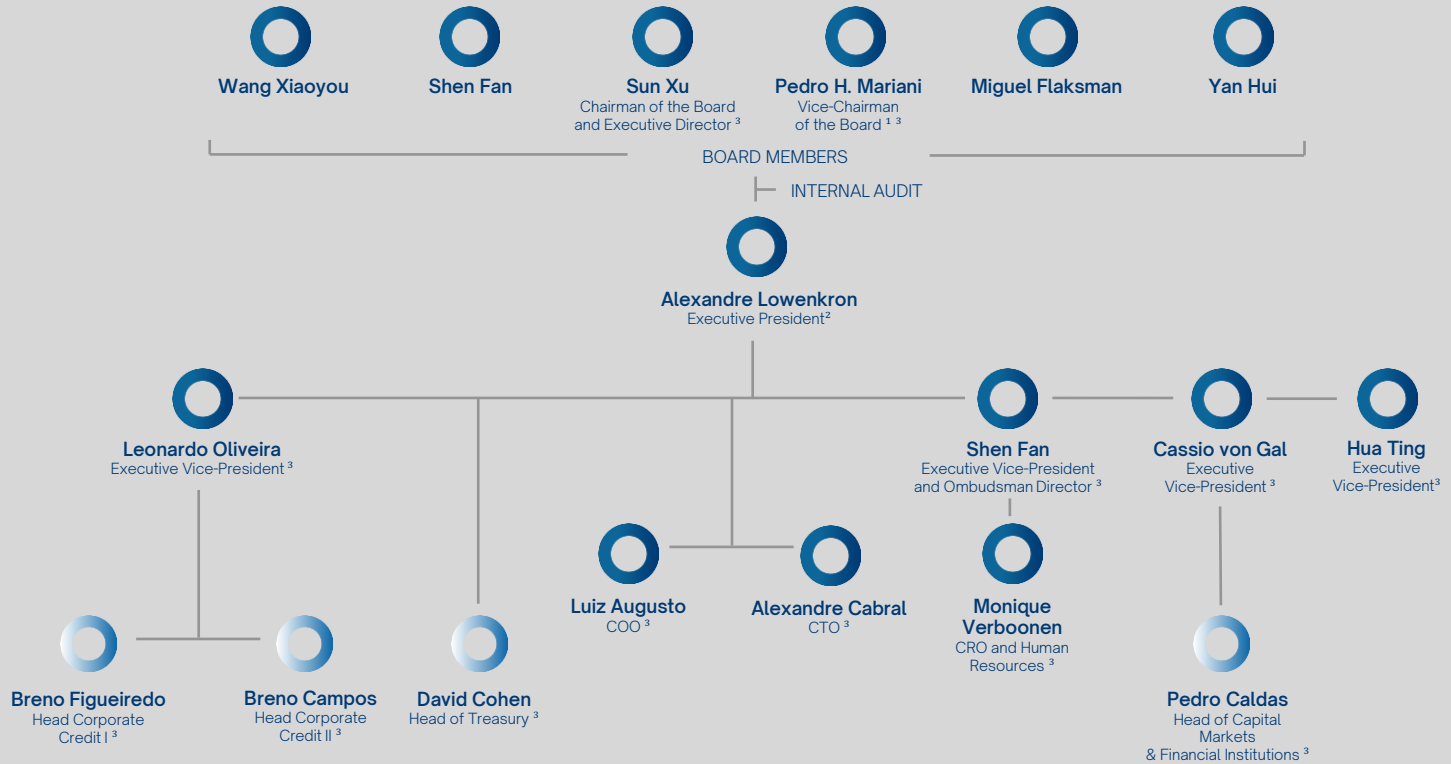 Wang Xiaoyou
Shen Fan
Sun Xu
Chairman of the Board
and Executive Director ³
Pedro H. Mariani
Vice-Chairman
of the Board ¹ ³
Miguel Flaksman
Yan Hui
BOARD MEMBERS
INTERNAL AUDIT
Alexandre Lowenkron
Executive President²
Leonardo Oliveira
Executive Vice-President ³
Shen Fan
Executive Vice-President
and Ombudsman Director ³
Cassio von Gal
Executive
Vice-President ³
Hua Ting
Executive
Vice-President³
Luiz Augusto
COO ³
Alexandre Cabral
CTO ³
Monique
Verboonen
CRO and Human
Resources ³
Breno Figueiredo
Head Corporate
Credit I ³
Breno Campos
Head Corporate
Credit II ³
David Cohen
Head of Treasury ³
Pedro Caldas
Head of Capital
Markets
& Financial Institutions ³